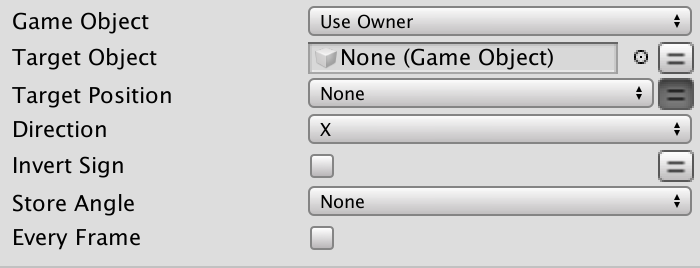 Game Object Use Owner
Target Object None (Game Object)
Target Position None
Direction X
Invert Sign
Store Angle None
Every Frame